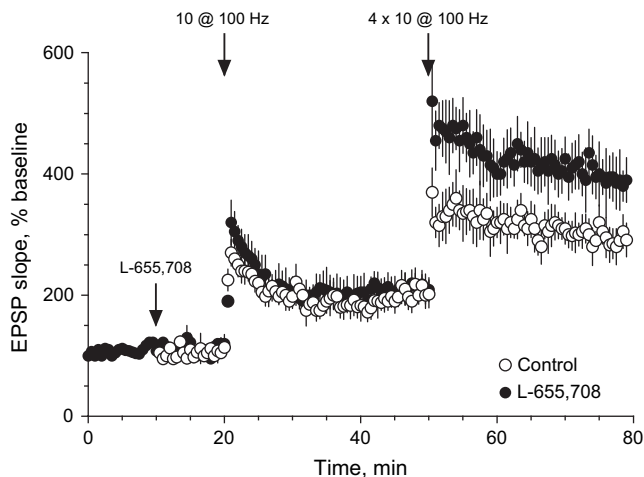 10 @ 100 Hz
4 x 10 @ 100 Hz
600
400
200
0
EPSP slope, % baseline
L-655,708
Control
L-655,708
0
20
40
60
80
Time, min